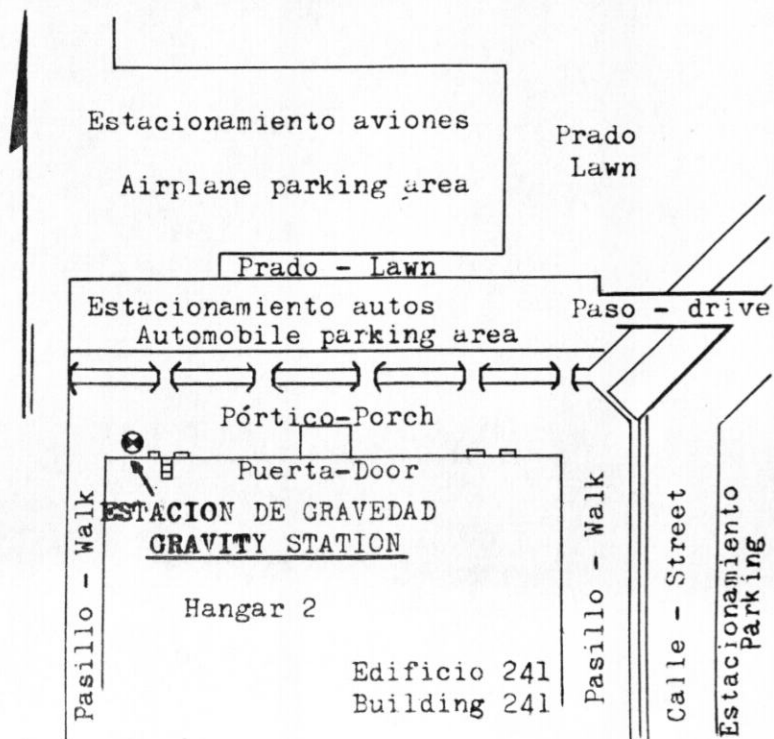 Estacionamiento aviones
Airplane parking area
Prado
Lawn
Prado - Lawn
Estacionamiento autos
Automobile parking area
Paso - drive
Pórtico-Porch
Puerta-Door
ESTACION DE GRAVEDAD
GRAVITY STATION
Hangar 2
Edificio 241
Building 241
Pasillo - Walk
Pasillo - Walk
Calle - Street
Estacionamiento
Parking